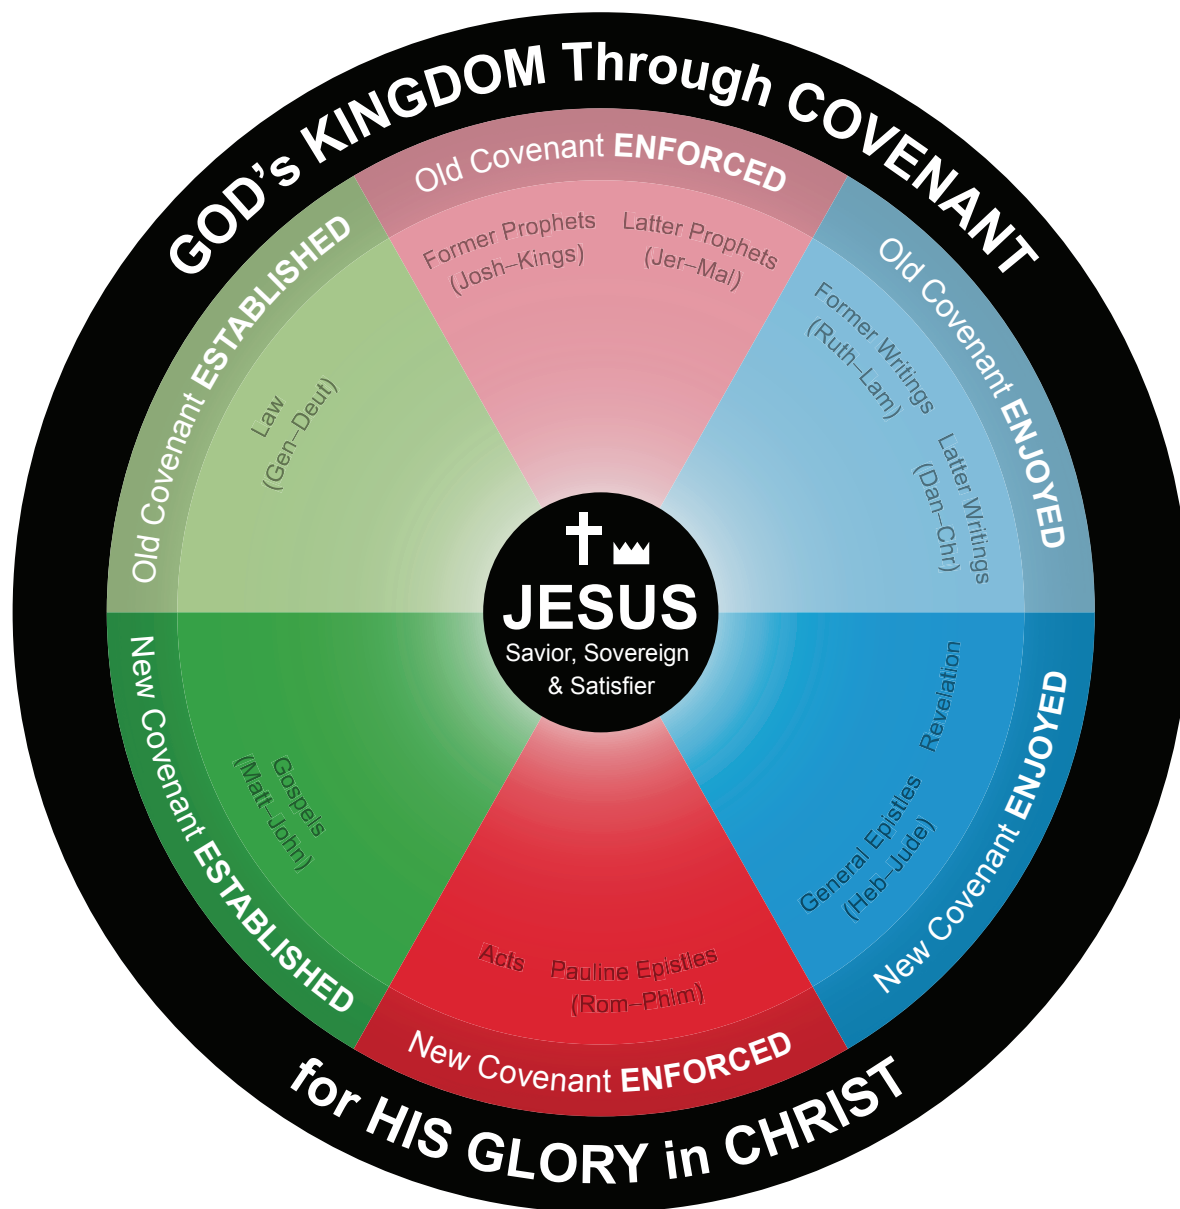 GOD's KINGDOM Through COVENANT
Old Covenant ESTABLISHED
Law
(Gen–Deut)
Old Covenant ENFORCED
Former Prophets
(Josh–Kings)
Latter Prophets
(Jer–Mal)
Old Covenant ENJOYED
Former Writings
(Ruth–Lam)
Latter Writings
(Dan–Chr)
JESUS
Savior, Sovereign
& Satisfier
New Covenant ESTABLISHED
Gospels
(Matt–John)
New Covenant ENFORCED
Acts
Pauline Epistles
(Rom–Phlm)
New Covenant ENJOYED
General Epistles
(Heb–Jude)
Revelation
for HIS GLORY in CHRIST